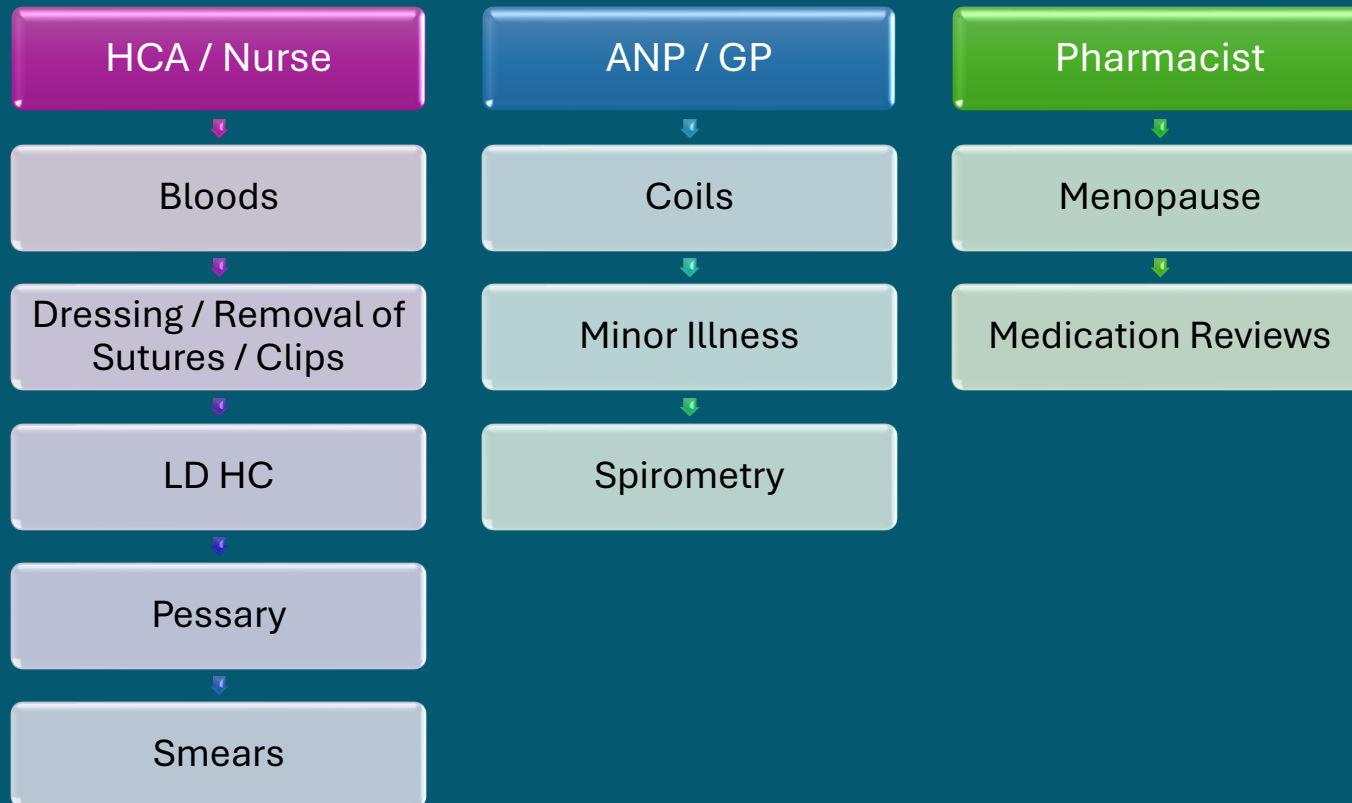 HCA / Nurse
Bloods
Dressing / Removal of
Sutures / Clips
LD HC
Pessary
Smears
ANP / GP
Coils
Minor Illness
Spirometry
Pharmacist
Menopause
Medication Reviews